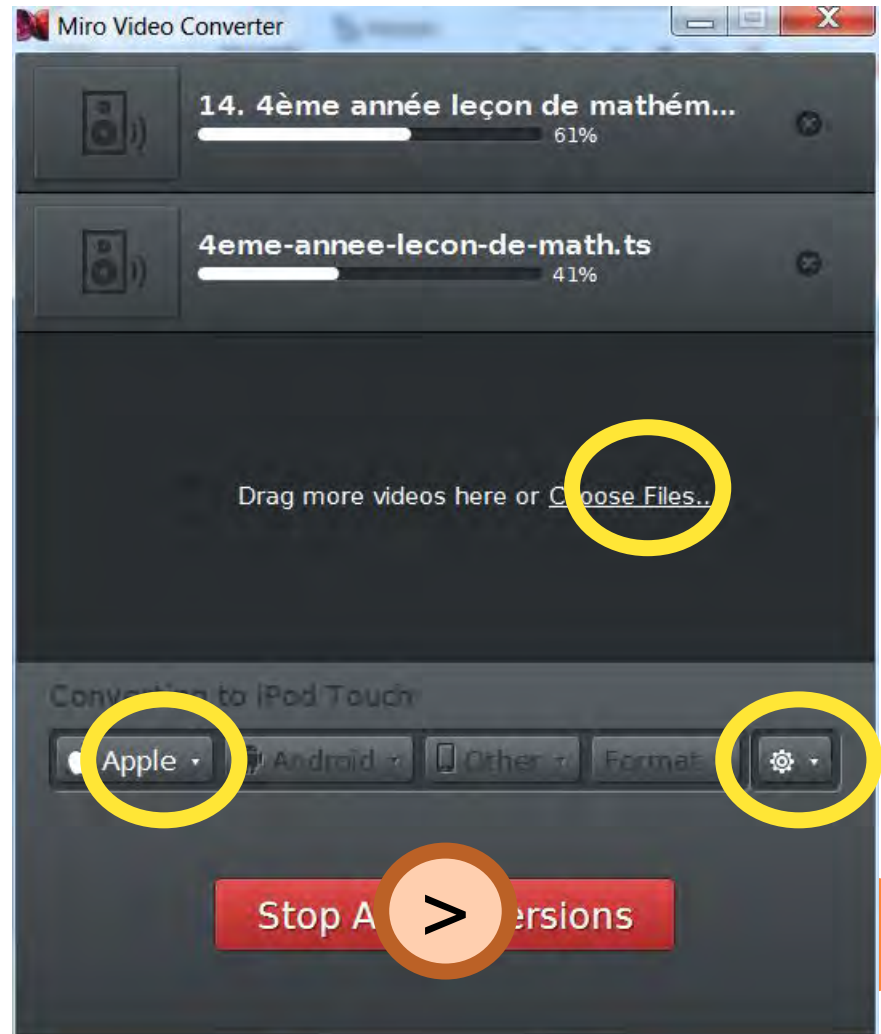 Miro Video Converter
14. 4ème année leçon de mathém...
61%
4eme-annee-lecon-de-math.ts
41%
Drag more videos here or Choose Files...
Converting to iPod Touch
Apple Android Other Format
Stop A > ersions